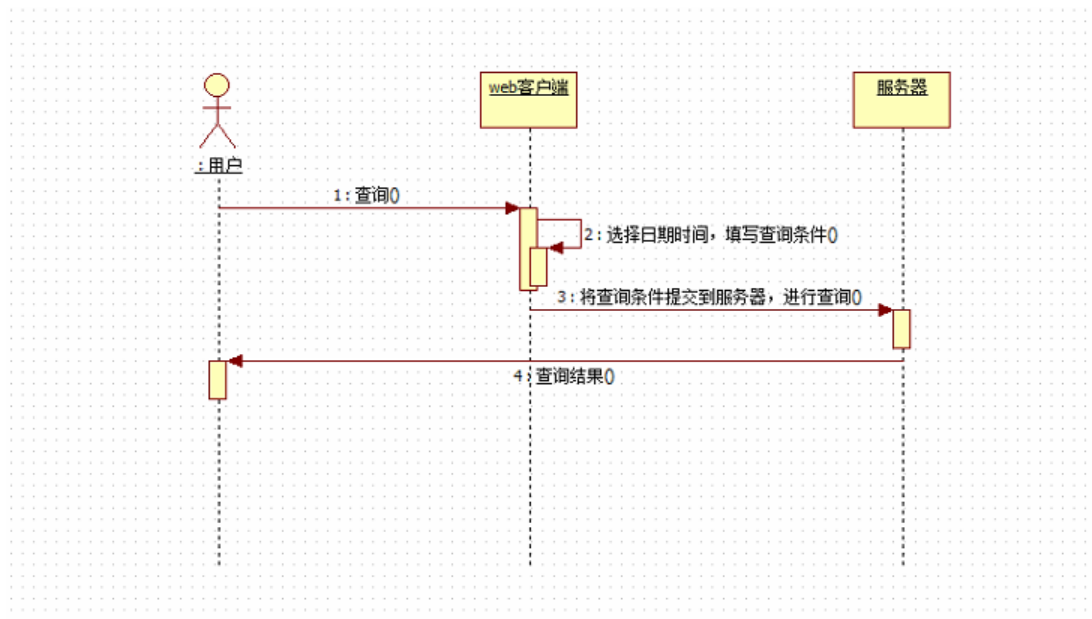 web客户端
服务器
:用户
1:查询()
2:选择日期时间，填写查询条件()
3:将查询条件提交到服务器，进行查询()
4:查询结果()